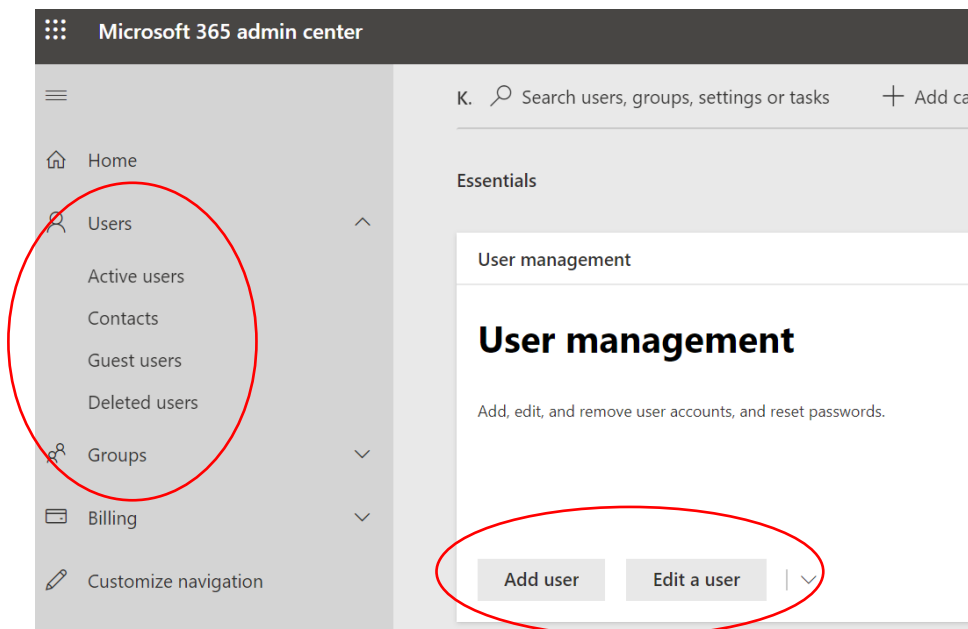 Microsoft 365 admin center
K. Search users, groups, settings or tasks
Add ca
Home
Users
Active users
Contacts
Guest users
Deleted users
Groups
Billing
Customize navigation
Essentials
User management
User management
Add, edit, and remove user accounts, and reset passwords.
Add user
Edit a user